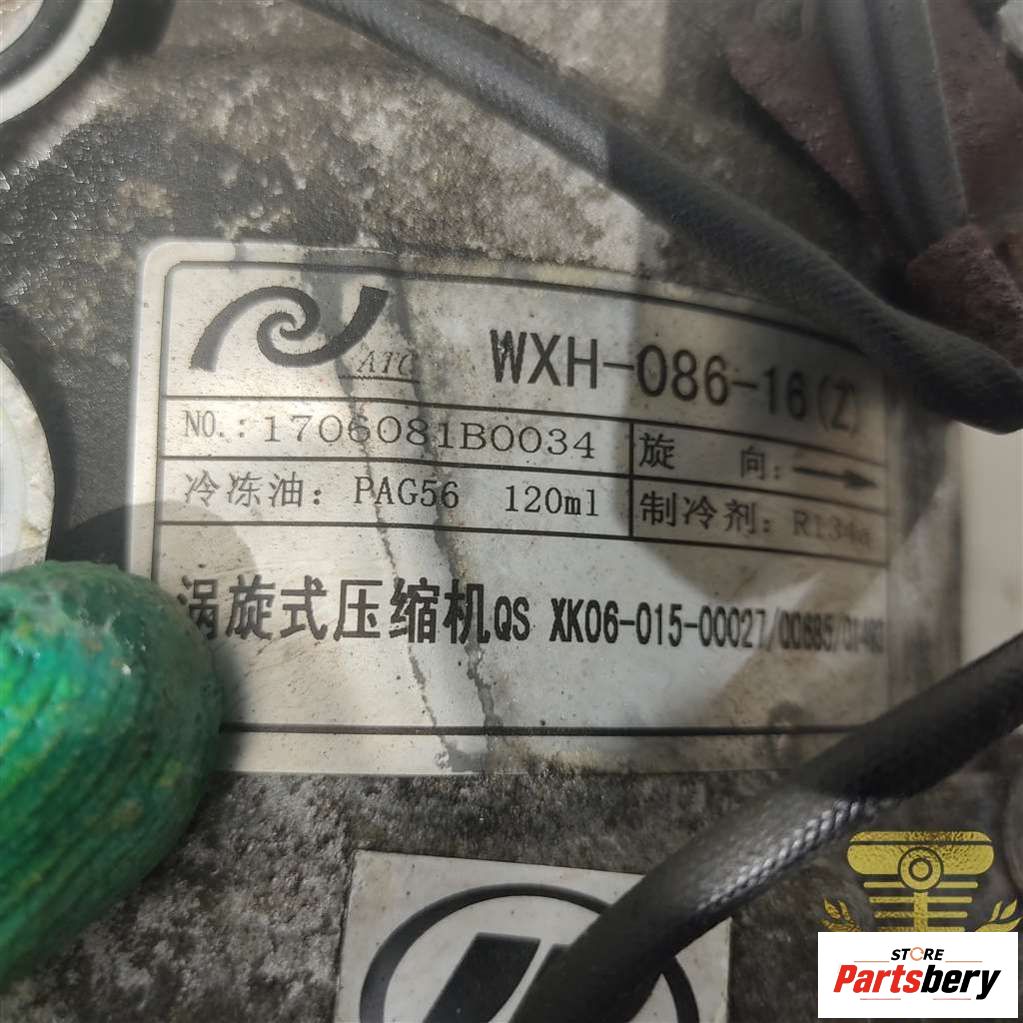 ATC WXH-086-16(Z)
NO.:1706081B0034 旋 向:
冷冻油: PAG56 120ml 制冷剂: R134a
涡旋式压缩机QS XK06-015-00027/00685/01482
STORE
Partsbery